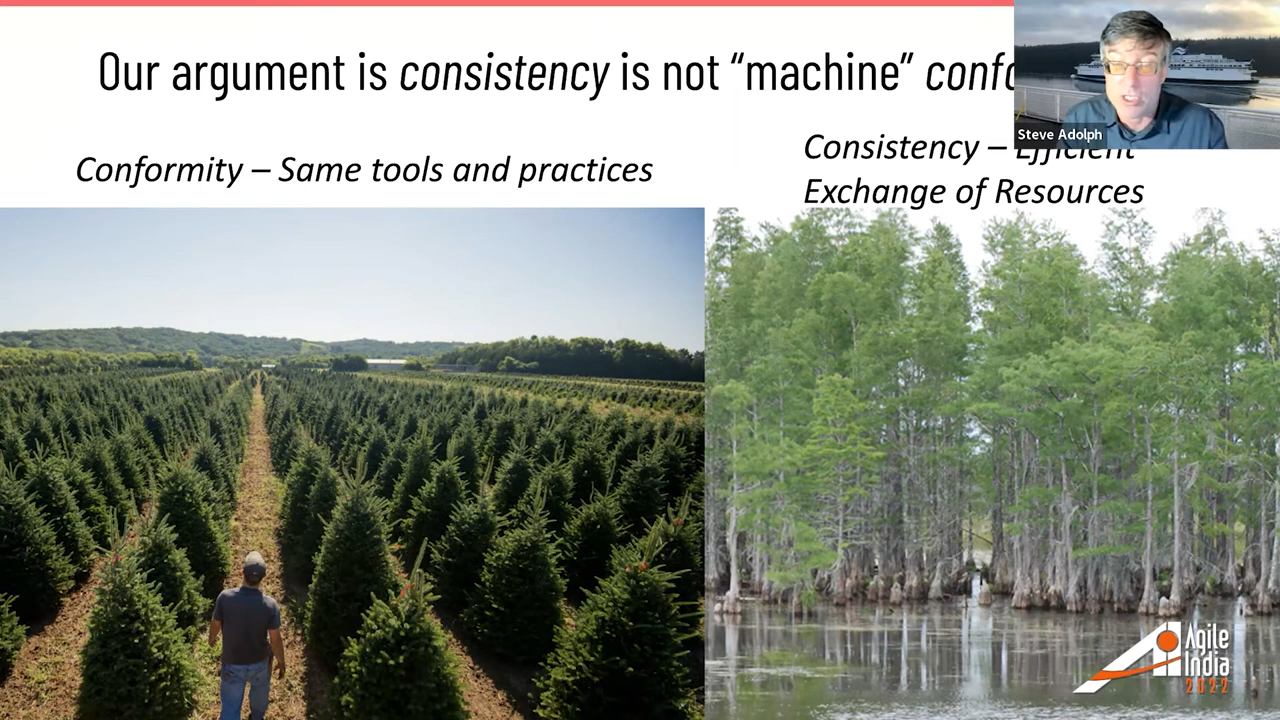 Our argument is consistency is not “machine”
Conformity – Same tools and practices
Consistency – Efficient
Exchange of Resources
Steve Adolph
Agile
India
2022